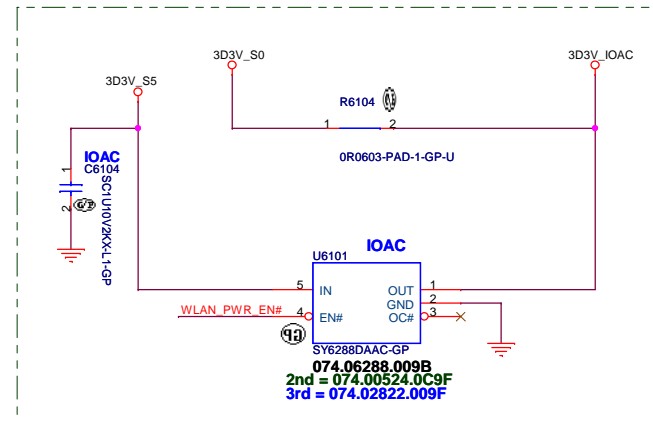 3D3V_S0
3D3V_IOAC
3D3V_S5
R6104
1
2
0R0603-PAD-1-GP-U
IOAC
C6104
1
2
SC1U10V2KX-L1-GP
IOAC
U6101
5
IN
OUT
1
GND
2
WLAN_PWR_EN#
4
EN#
OC#
3
SY6288DAAC-GP
074.06288.009B
2nd = 074.00524.0C9F
3rd = 074.02822.009F